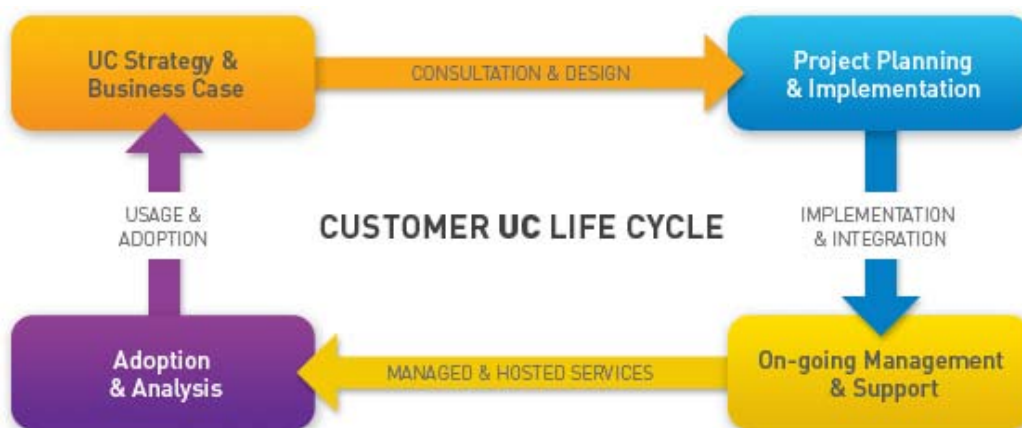 UC Strategy &
Business Case
CONSULTATION & DESIGN
Project Planning
& Implementation
USAGE &
ADOPTION
CUSTOMER UC LIFE CYCLE
IMPLEMENTATION
& INTEGRATION
Adoption
& Analysis
MANAGED & HOSTED SERVICES
On-going Management
& Support